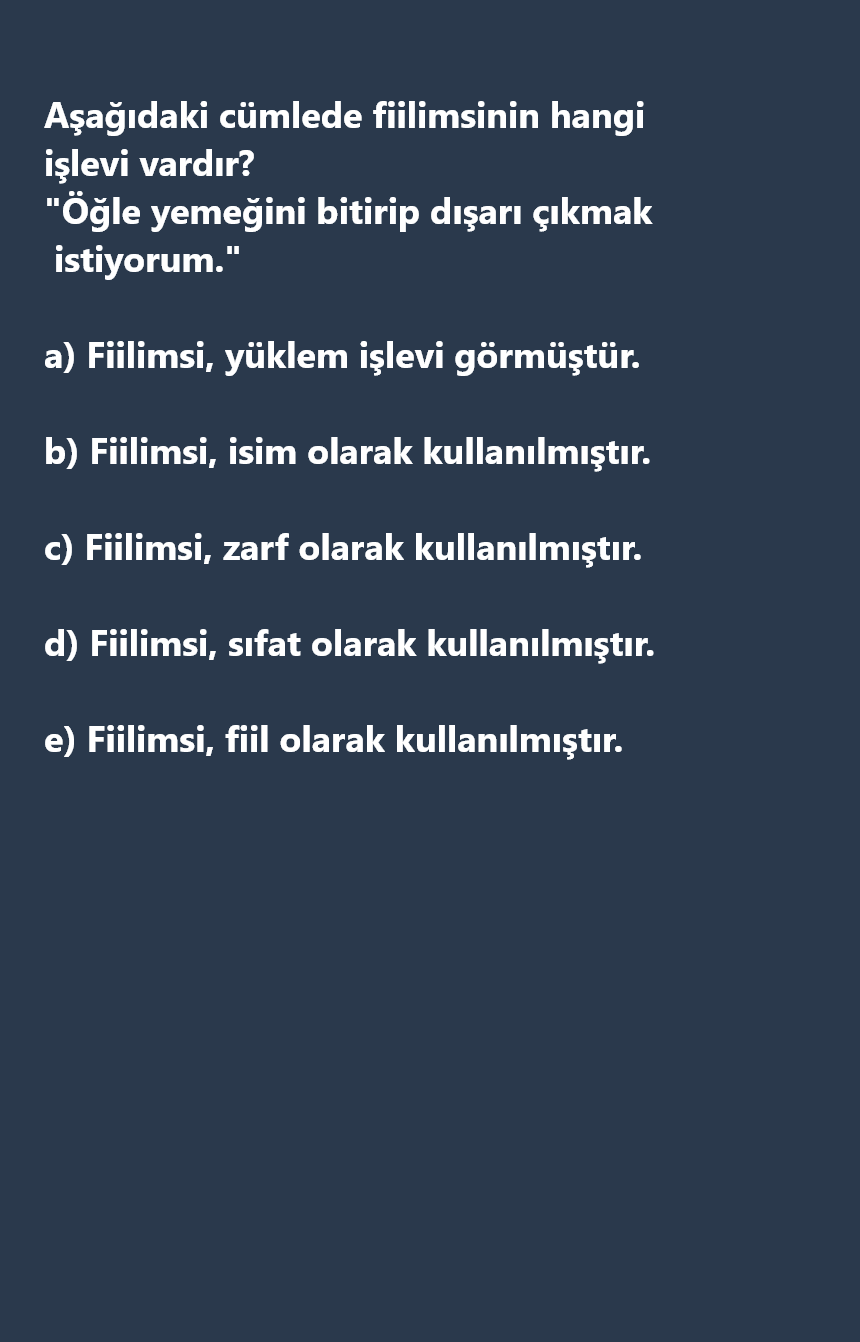 Aşağıdaki cümlede fiilimsinin hangi
işlevi vardır?
"Öğle yemeğini bitirip dışarı çıkmak
istiyorum."
a) Fiilimsi, yüklem işlevi görmüştür.
b) Fiilimsi, isim olarak kullanılmıştır.
c) Fiilimsi, zarf olarak kullanılmıştır.
d) Fiilimsi, sıfat olarak kullanılmıştır.
e) Fiilimsi, fiil olarak kullanılmıştır.